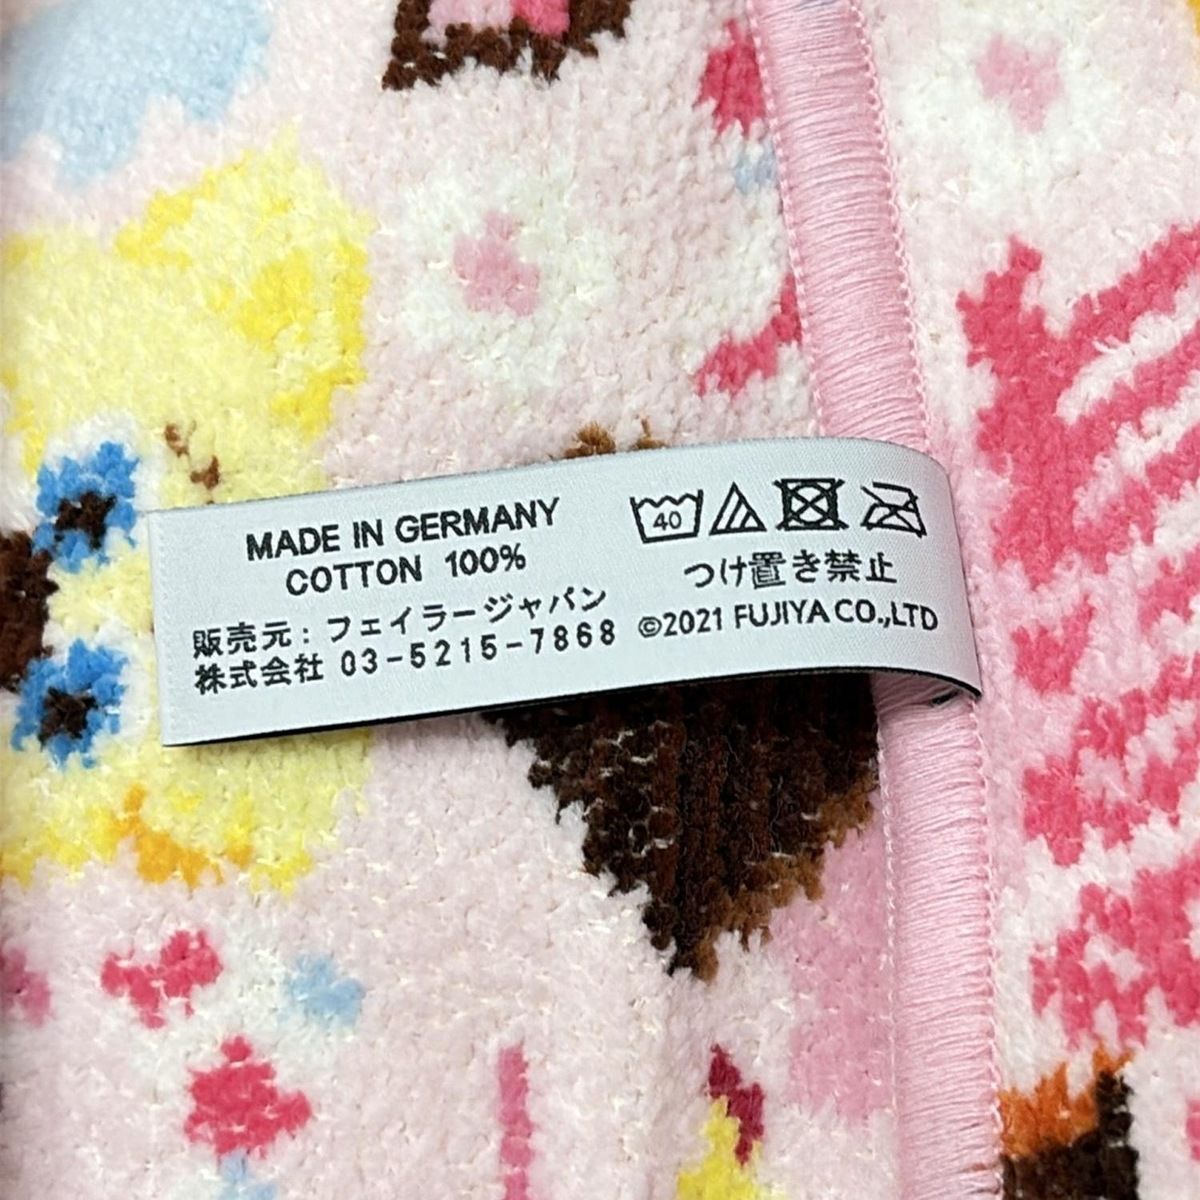 MADE IN GERMANY
COTTON 100%
販売元：フェイラージャパン
株式会社 03-5215-7868
40
つけ置き禁止
©2021 FUJIYA CO.,LTD